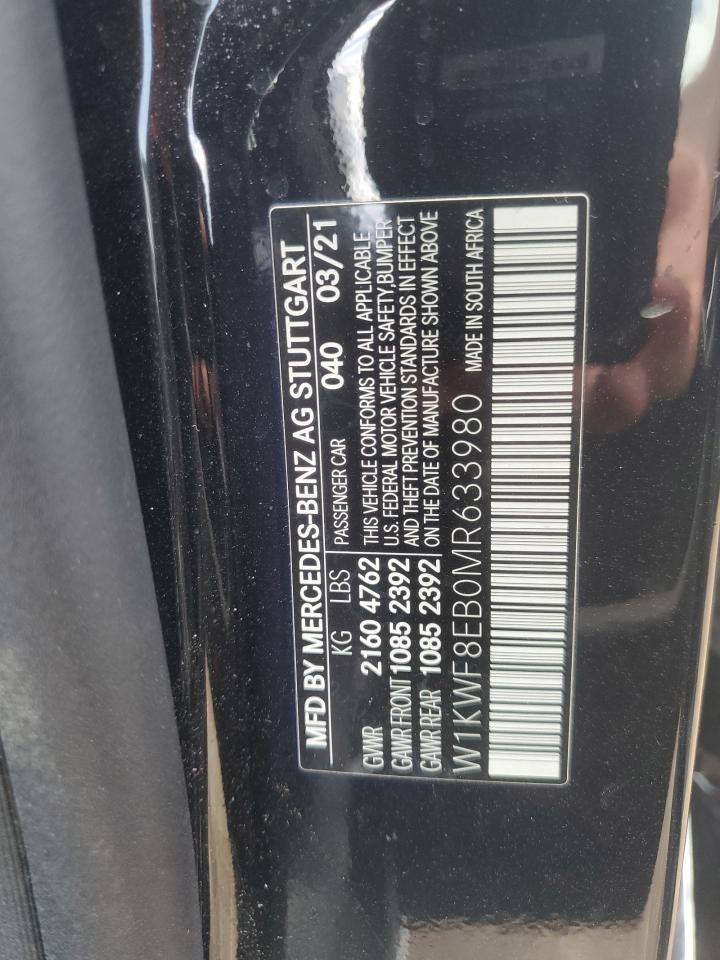 MFD BY MERCEDES-BENZ AG STUTTGART
KG LBS PASSENGER CAR 040 03/21
GVWR 2160 4762 THIS VEHICLE CONFORMS TO ALL APPLICABLE
U.S. FEDERAL MOTOR VEHICLE SAFETY,BUMPER
GAWR FRONT 1085 2392 AND THEFT PREVENTION STANDARDS IN EFFECT
GAWR REAR 1085 2392 ON THE DATE OF MANUFACTURE SHOWN ABOVE
W1KWF8EB0MR633980 MADE IN SOUTH AFRICA